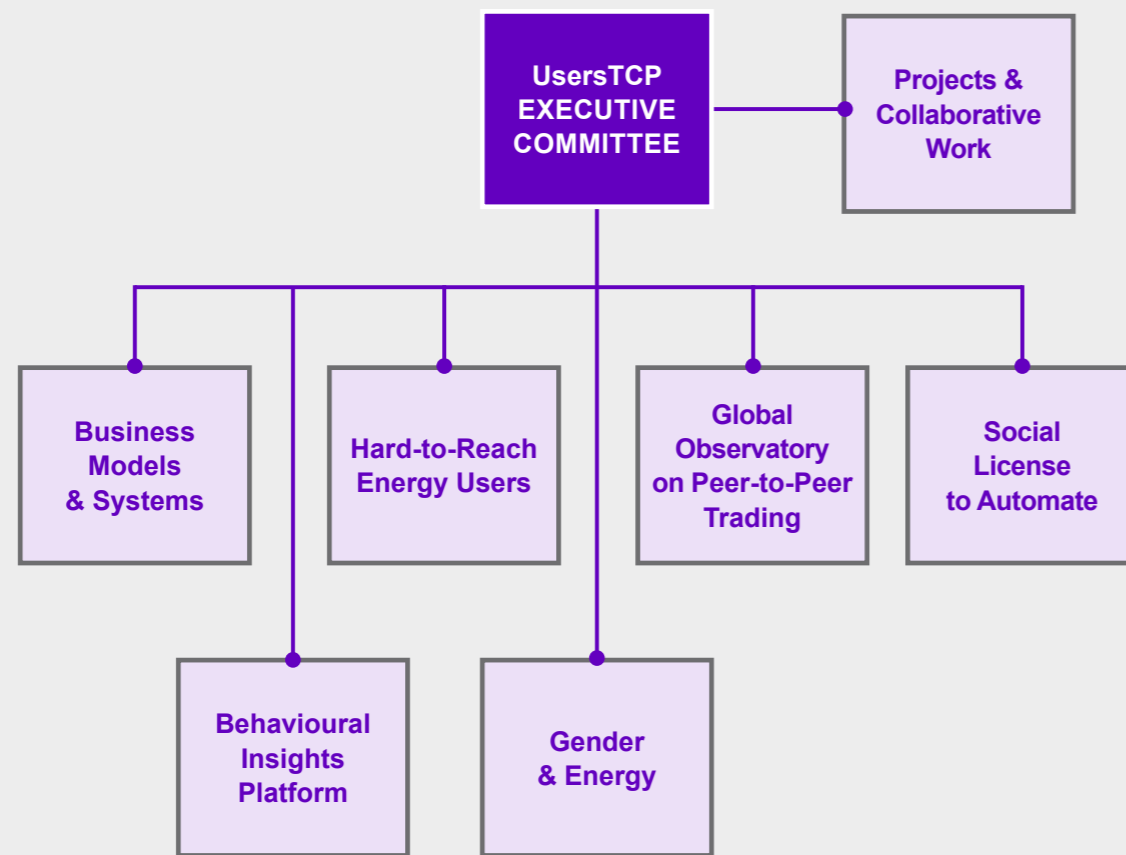 UsersTCP
EXECUTIVE
COMMITTEE
Projects &
Collaborative
Work
Business
Models
& Systems
Hard-to-Reach
Energy Users
Global
Observatory
on Peer-to-Peer
Trading
Social
License
to Automate
Behavioural
Insights
Platform
Gender
& Energy